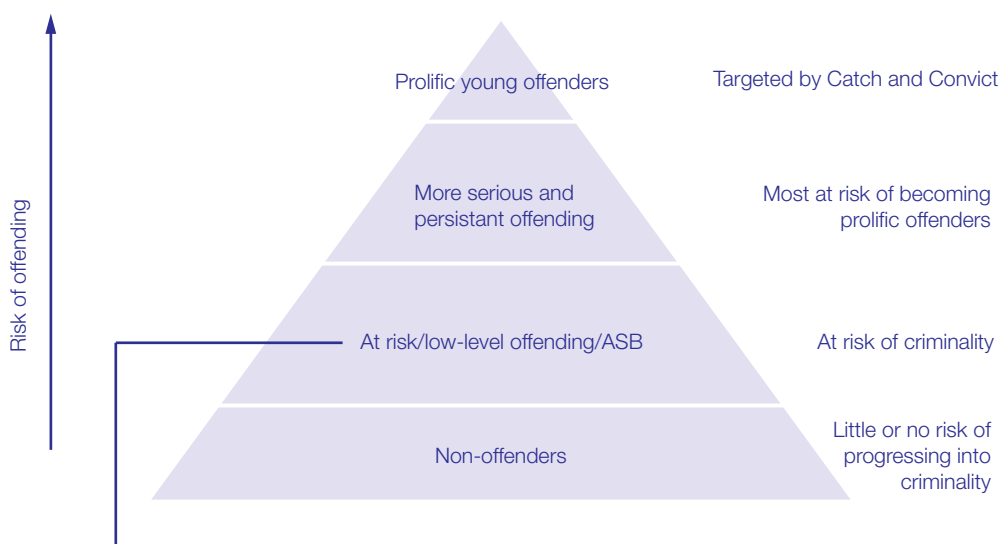 Prolific young offenders
Targeted by Catch and Convict
More serious and
persistant offending
Most at risk of becoming
prolific offenders
Risk of offending
At risk/low-level offending/ASB
At risk of criminality
Non-offenders
Little or no risk of
progressing into
criminality